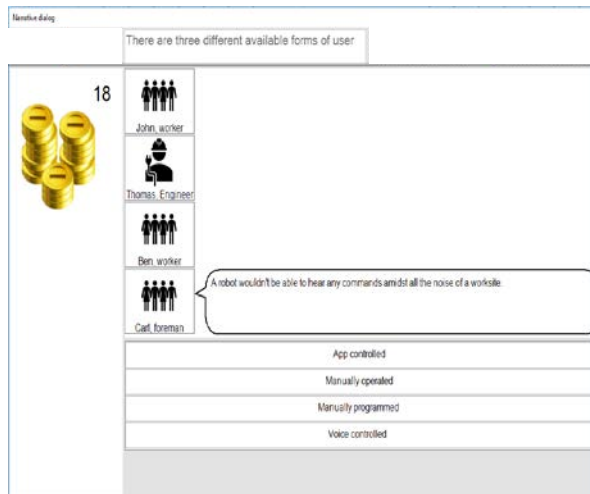 Narrative dialog
There are three different available forms of user
18
John, worker
Thomas, Engineer
Ben, worker
A robot wouldn't be able to hear any commands amidst all the noise of a worksite.
Carl, foreman
App controlled
Manually operated
Manually programmed
Voice controlled